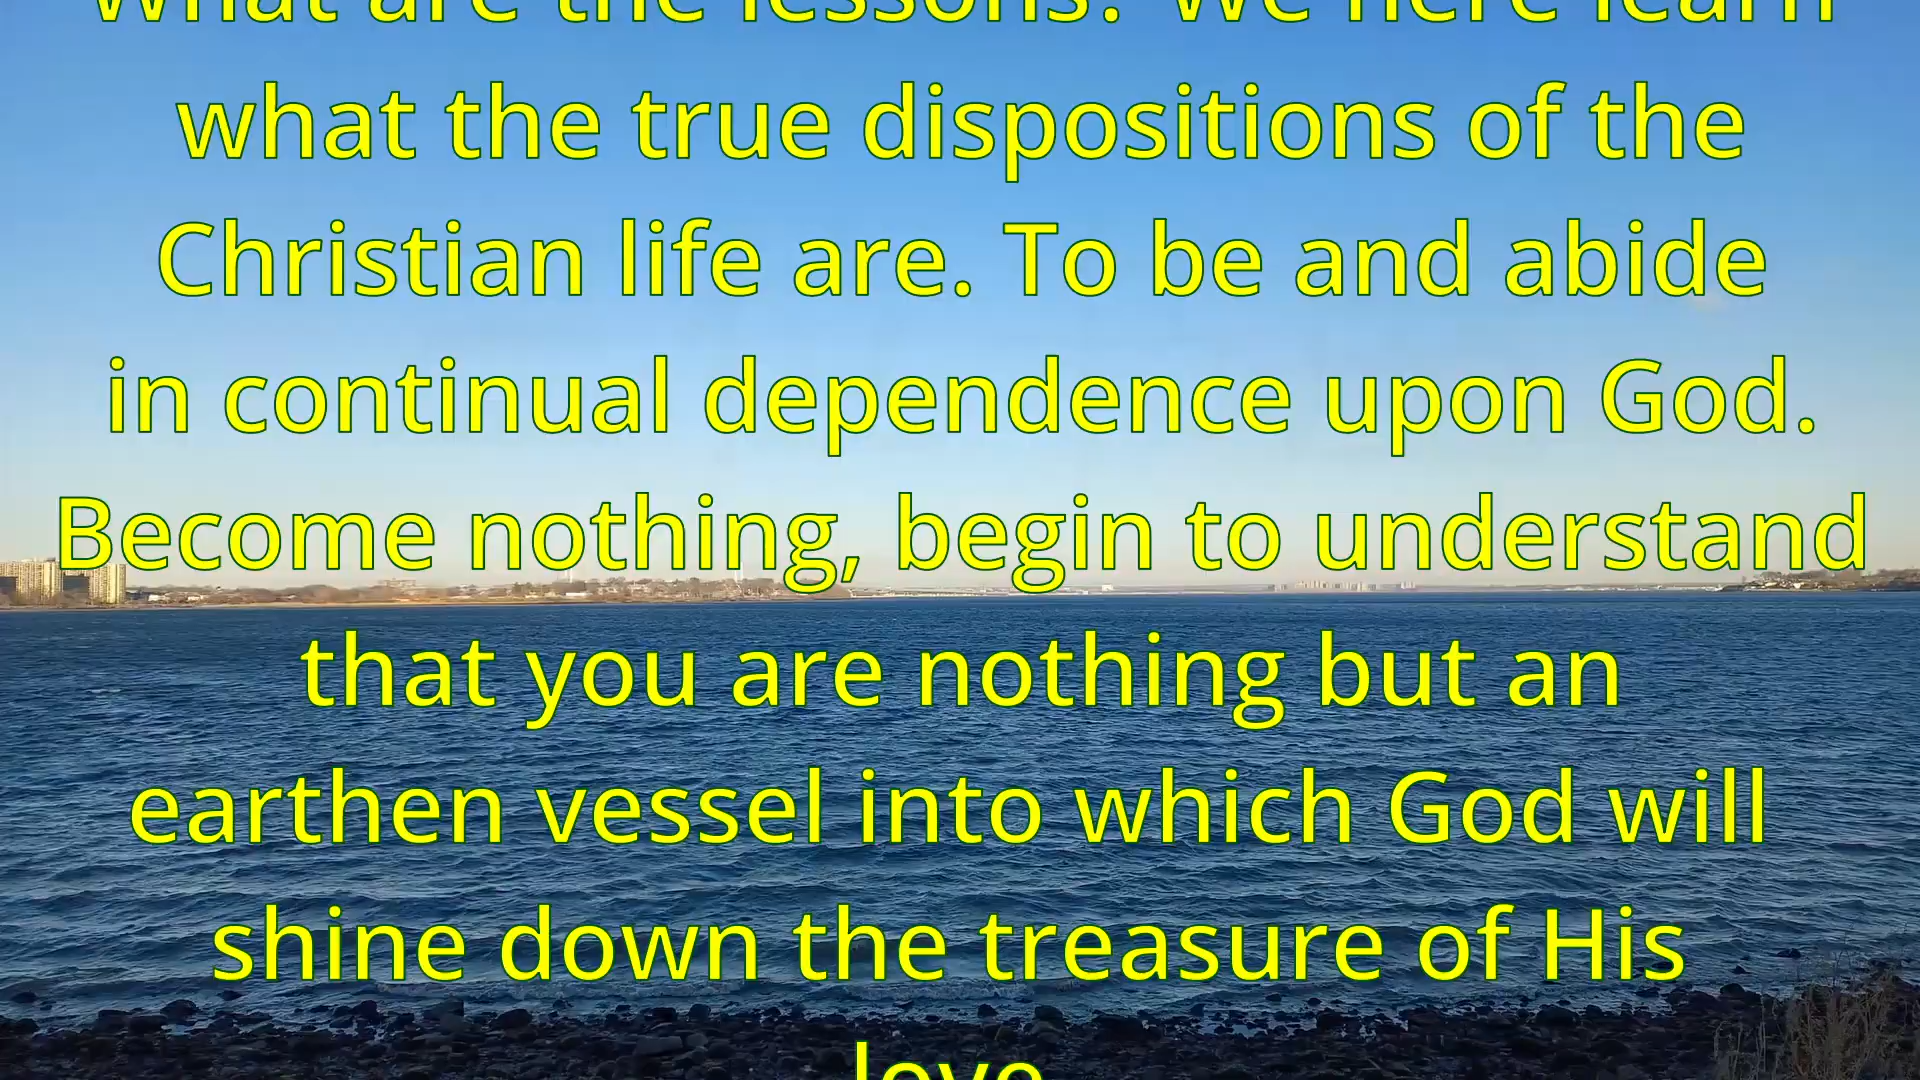 What are the lessons? We here learn
what the true dispositions of the
Christian life are. To be and abide
in continual dependence upon God.
Become nothing, begin to understand
that you are nothing but an
earthen vessel into which God will
shine down the treasure of His
love